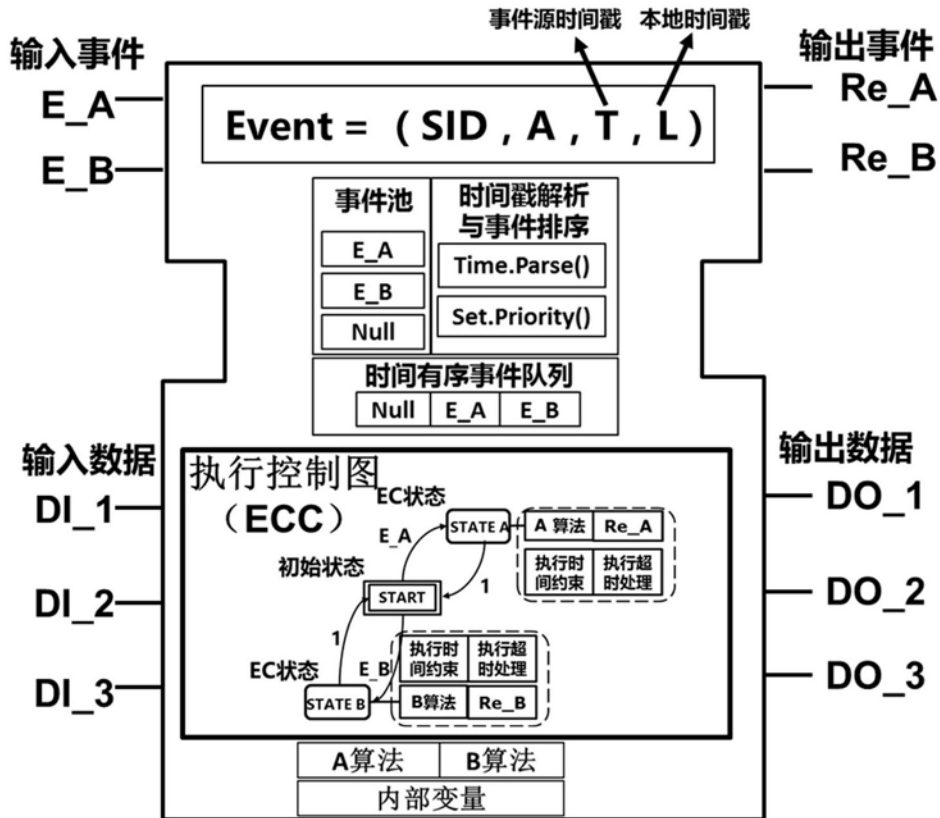 事件源时间戳 本地时间戳
输入事件
E_A
E_B
输出事件
Re_A
Re_B
Event = ( SID , A , T , L )
事件池
E_A
E_B
Null
时间戳解析
与事件排序
Time.Parse()
Set.Priority()
时间有序事件队列
Null E_A E_B
输入数据
DI_1
DI_2
DI_3
输出数据
DO_1
DO_2
DO_3
执行控制图
（ECC）
EC状态
STATE A
A 算法 Re_A
执行时
间约束
执行超
时处理
E_A
1
初始状态
START
1
E_B
EC状态
STATE B
执行时
间约束
执行超
时处理
B算法 Re_B
A算法 B算法
内部变量